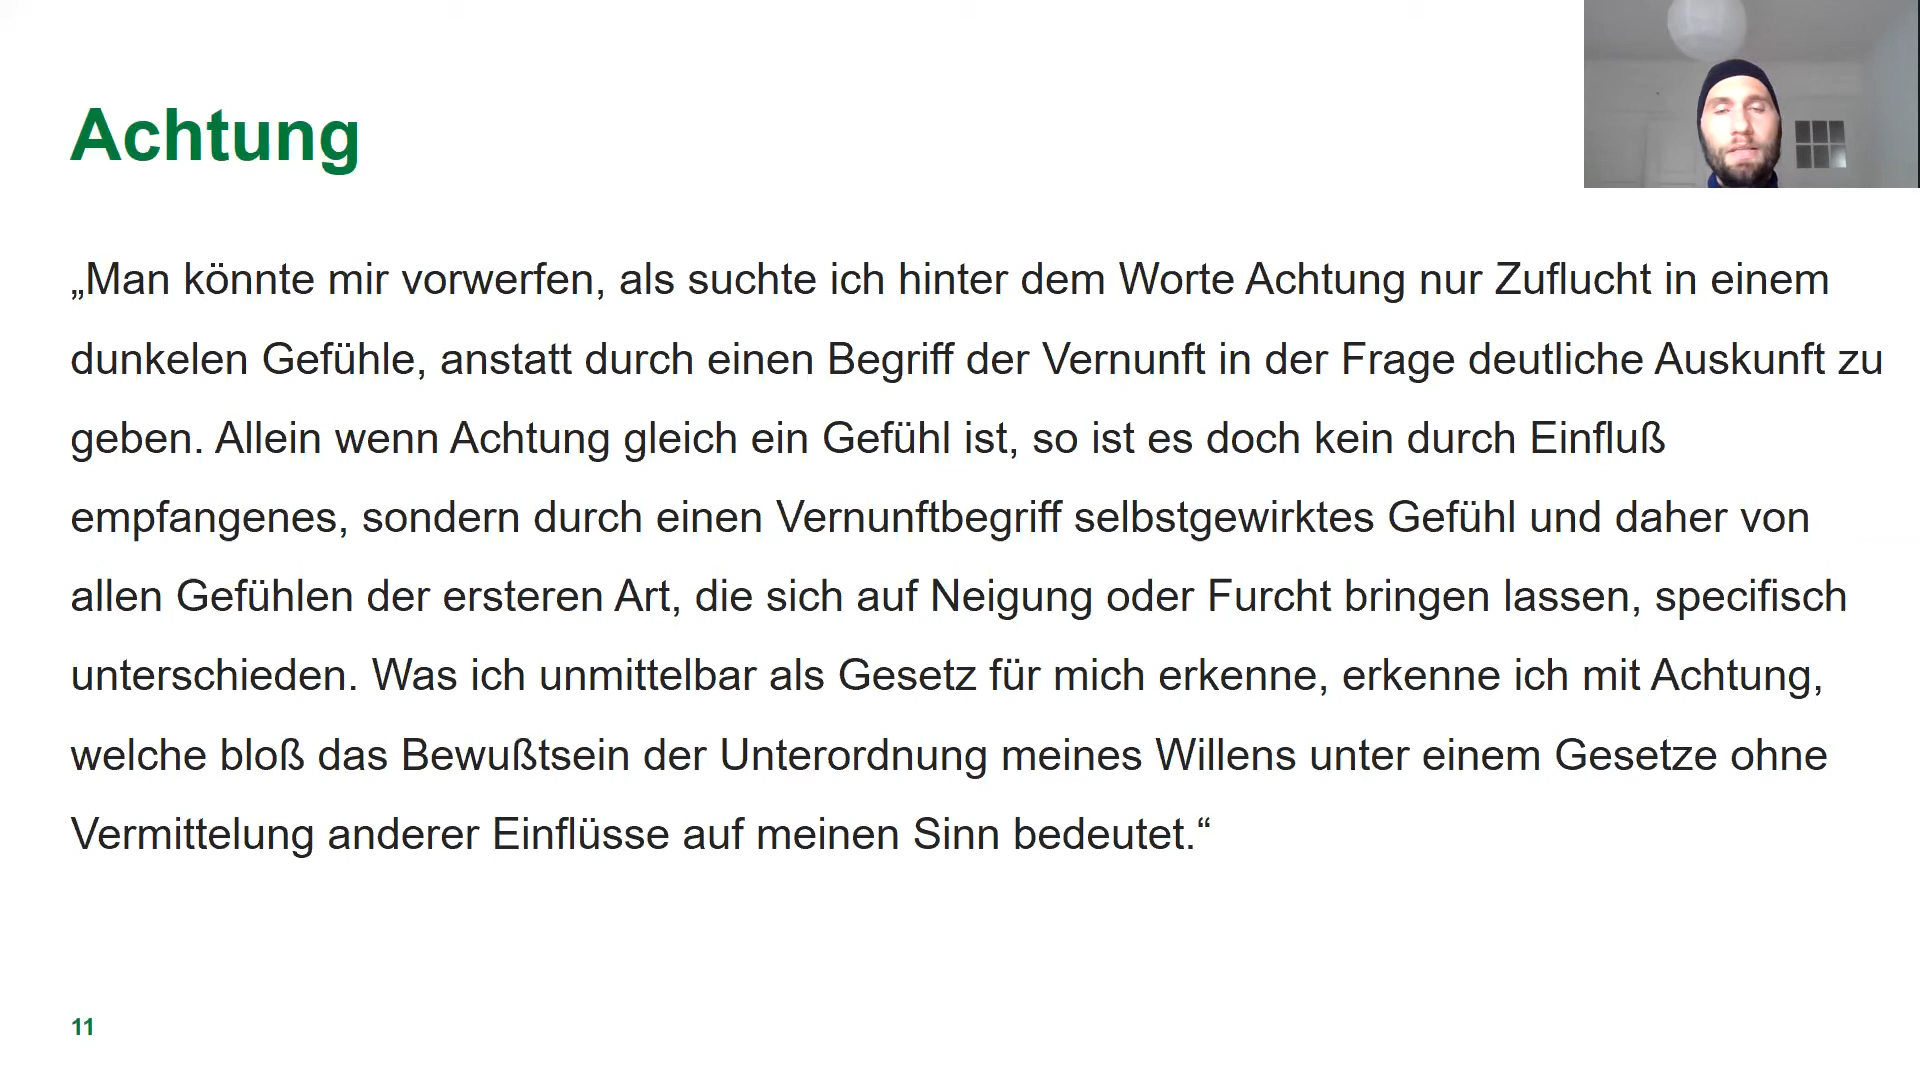 Achtung
„Man könnte mir vorwerfen, als suchte ich hinter dem Worte Achtung nur Zuflucht in einem
dunkelen Gefühle, anstatt durch einen Begriff der Vernunft in der Frage deutliche Auskunft zu
geben. Allein wenn Achtung gleich ein Gefühl ist, so ist es doch kein durch Einfluß
empfangenes, sondern durch einen Vernunftbegriff selbstgewirktes Gefühl und daher von
allen Gefühlen der ersteren Art, die sich auf Neigung oder Furcht bringen lassen, specifisch
unterschieden. Was ich unmittelbar als Gesetz für mich erkenne, erkenne ich mit Achtung,
welche bloß das Bewußtsein der Unterordnung meines Willens unter einem Gesetze ohne
Vermittelung anderer Einflüsse auf meinen Sinn bedeutet.“
11